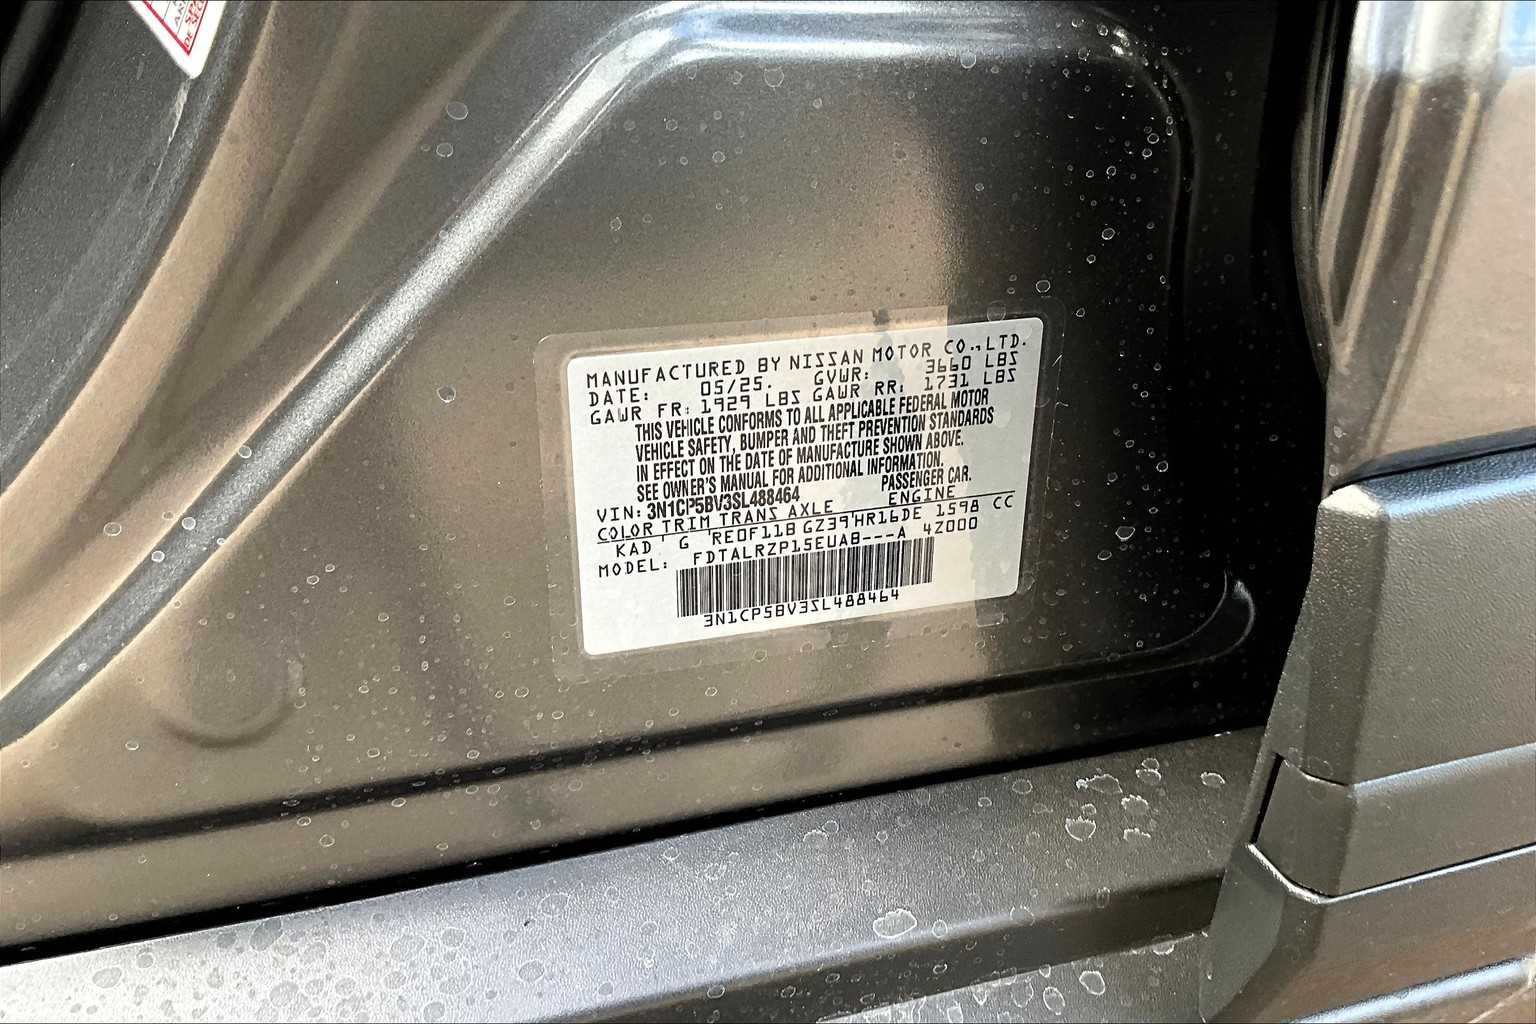 DE SÉC
MANUFACTURED BY NISSAN MOTOR CO., LTD.
DATE: 05/25. GVWR: 3660 LBS
GAWR FR: 1929 LBS GAWR RR: 1731 LBS
THIS VEHICLE CONFORMS TO ALL APPLICABLE FEDERAL MOTOR
VEHICLE SAFETY, BUMPER AND THEFT PREVENTION STANDARDS
IN EFFECT ON THE DATE OF MANUFACTURE SHOWN ABOVE.
SEE OWNER'S MANUAL FOR ADDITIONAL INFORMATION.
VIN: 3N1CP5BV3SL488464 PASSENGER CAR.
COLOR TRIM TRANS AXLE ENGINE
KAD G RE0F11B GZ39 HR16DE 1598 CC
MODEL: FDTALRZP15EUA8---A 4Z000
3N1CP5BV3SL488464